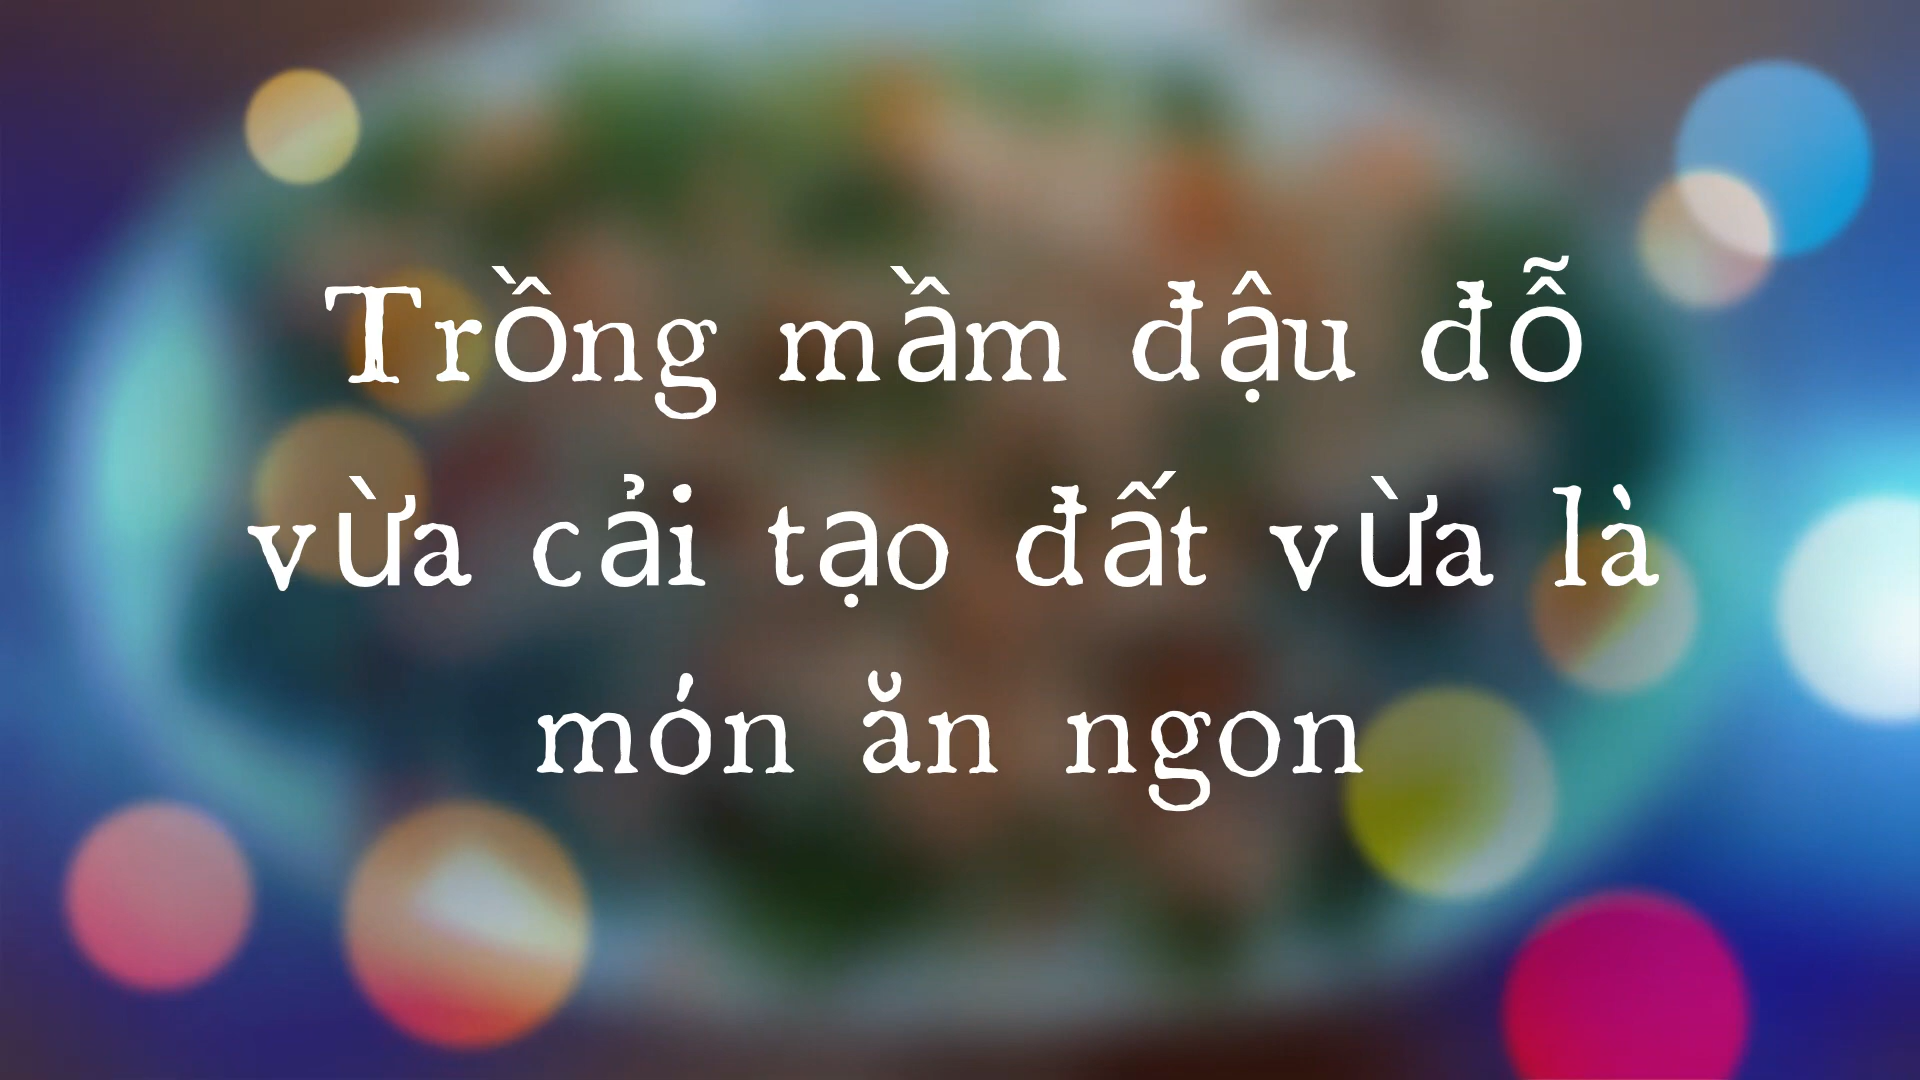 Trồng mầm đậu đỗ
vừa cải tạo đất vừa là
món ăn ngon